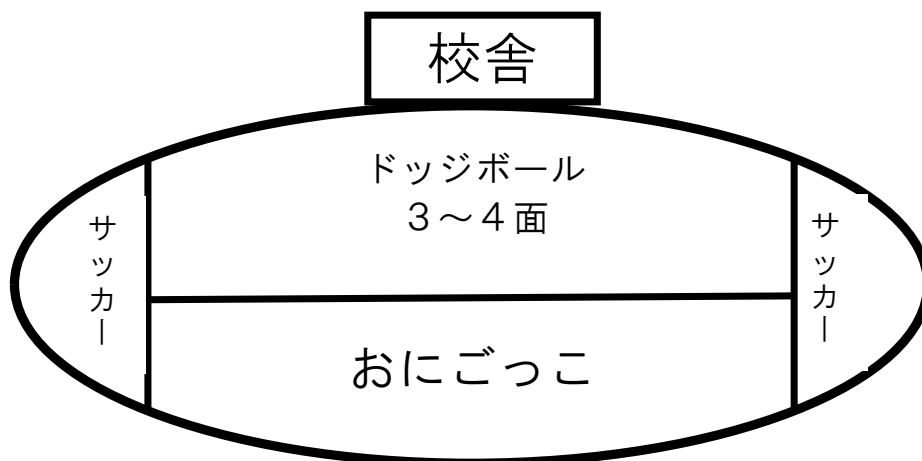 校舎
ドッジボール
３～４面
サッカー
サッカー
おにごっこ